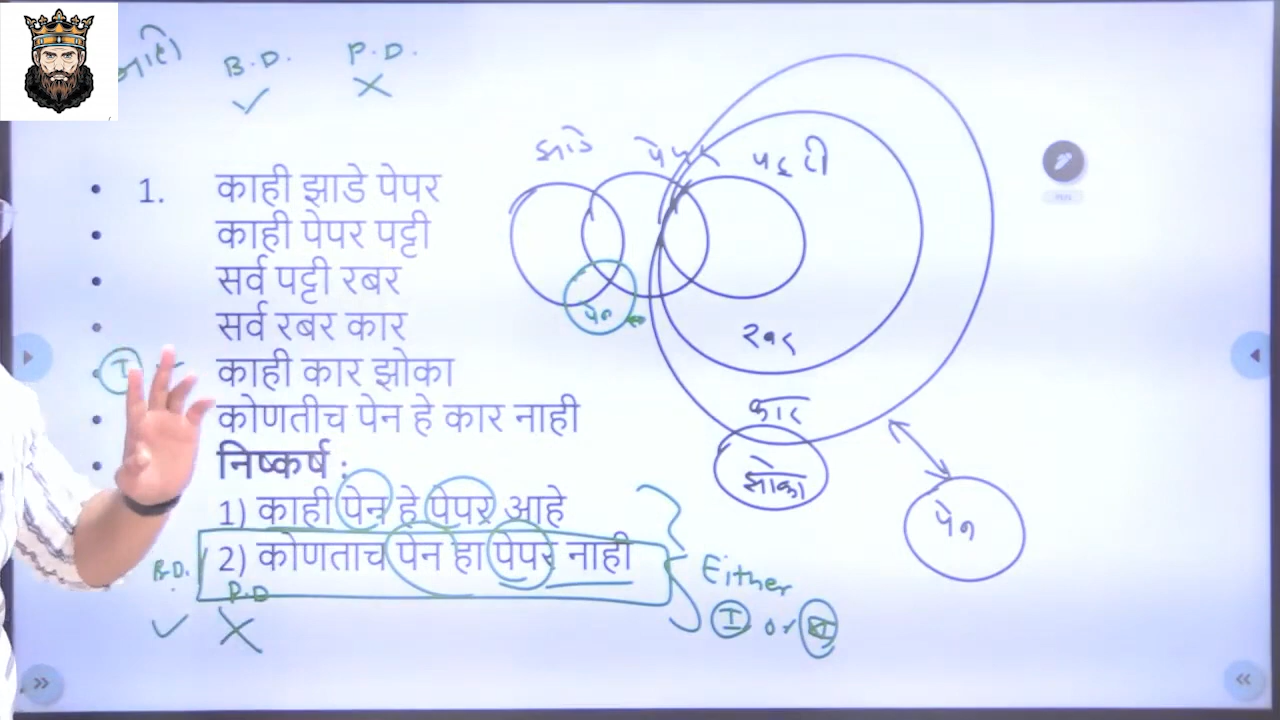 B.D. P.D.
झाडे पेपर पट्टी
1. काही झाडे पेपर
काही पेपर पट्टी
सर्व पट्टी रबर
सर्व रबर कार
I काही कार झोका
कोणतीच पेन हे कार नाही
निष्कर्ष :
1) काही पेन हे पेपर आहे
2) कोणताच पेन हा पेपर नाही
पेन
रबर
कार
झोका
पेन
B.D. P.D
Either
I or II